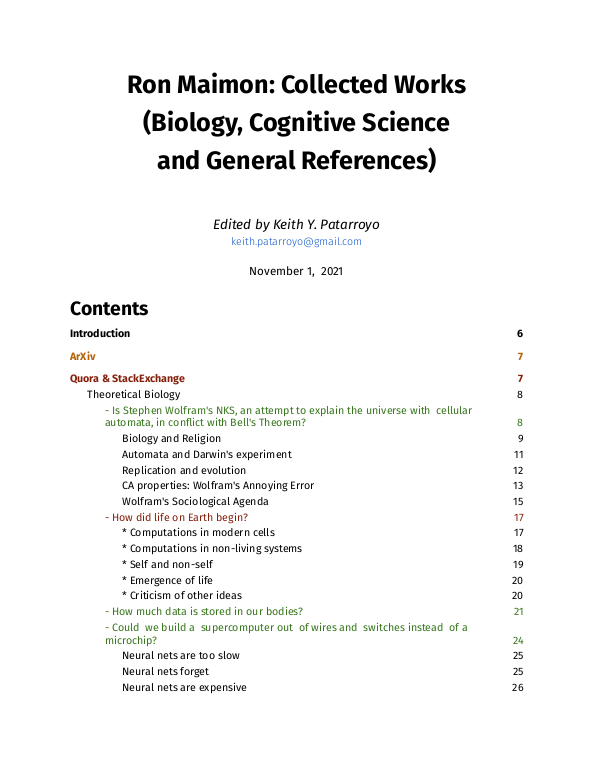 Ron Maimon: Collected Works
(Biology, Cognitive Science
and General References)
Edited by Keith Y. Patarroyo
keith.patarroyo@gmail.com
November 1, 2021
Contents
Introduction 6
ArXiv 7
Quora & StackExchange 7
Theoretical Biology 8
- Is Stephen Wolfram's NKS, an attempt to explain the universe with cellular
automata, in conflict with Bell's Theorem? 8
Biology and Religion 9
Automata and Darwin's experiment 11
Replication and evolution 12
CA properties: Wolfram's Annoying Error 13
Wolfram's Sociological Agenda 15
- How did life on Earth begin? 17
* Computations in modern cells 17
* Computations in non-living systems 18
* Self and non-self 19
* Emergence of life 20
* Criticism of other ideas 20
- How much data is stored in our bodies? 21
- Could we build a supercomputer out of wires and switches instead of a
microchip? 24
Neural nets are too slow 25
Neural nets forget 25
Neural nets are expensive 26